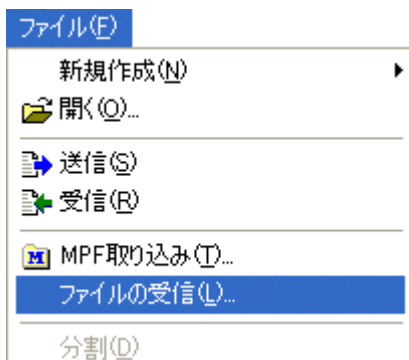 ファイル(F)
新規作成(N)
開く(O)...
送信(S)
受信(R)
MPF取り込み(T)...
ファイルの受信(L)...
分割(D)